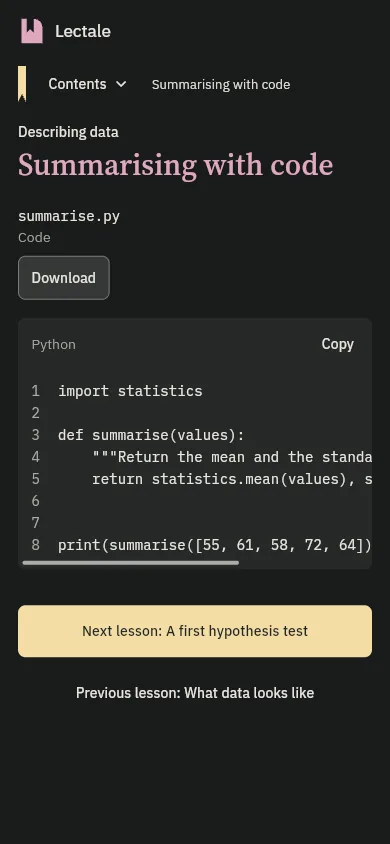 Lectale
Contents
Summarising with code
Describing data
Summarising with code
summarise.py
Code
Download
Python
Copy
1 import statistics
2
3 def summarise(values):
4     """Return the mean and the standa
5     return statistics.mean(values), s
6
7
8 print(summarise([55, 61, 58, 72, 64])
Next lesson: A first hypothesis test
Previous lesson: What data looks like